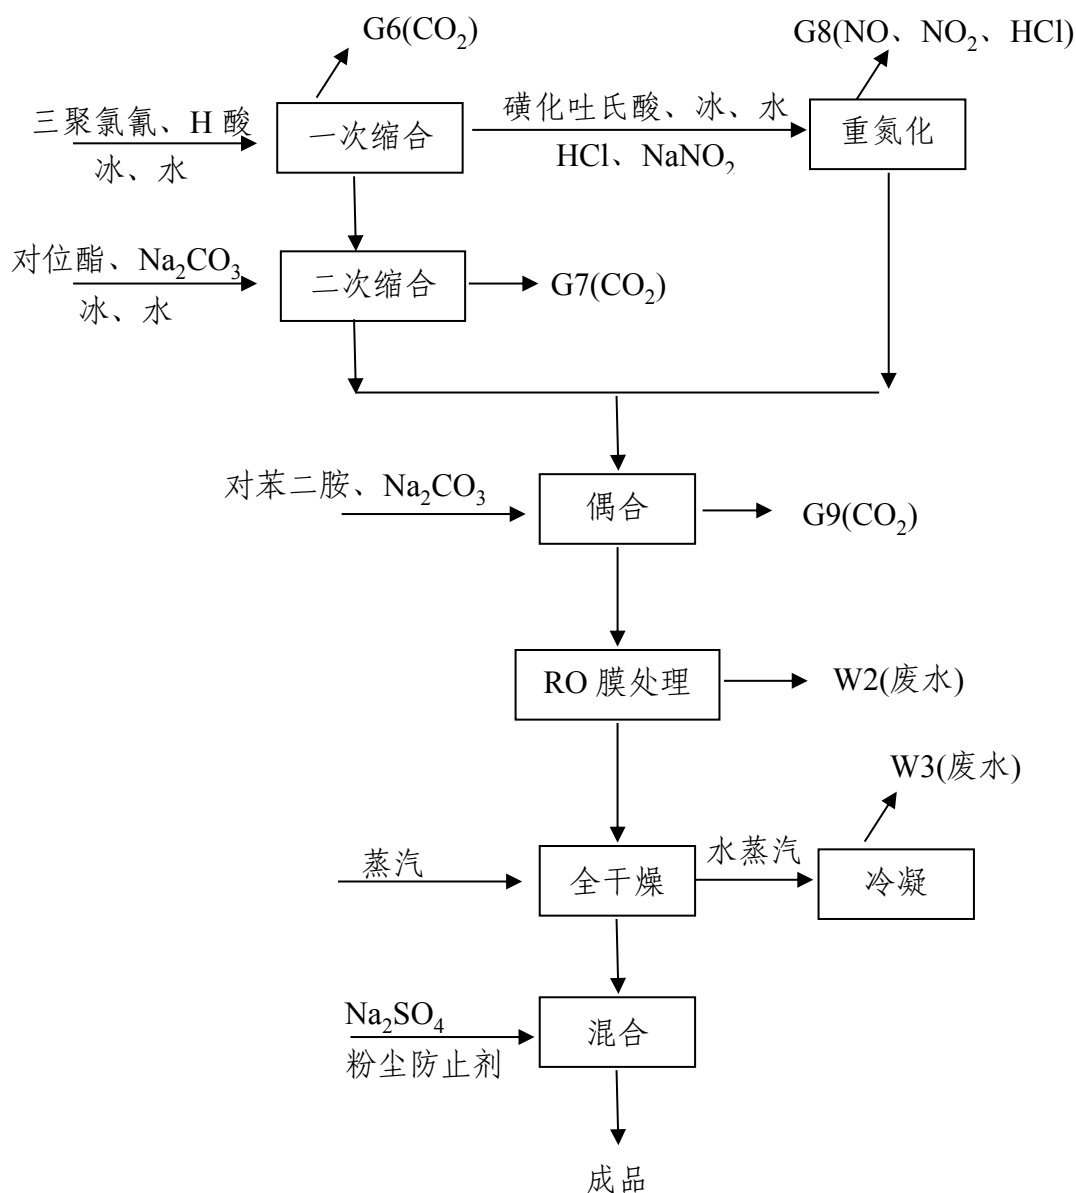 G6(CO₂)
G8(NO、NO₂、HCl)
三聚氯氰、H 酸
冰、水
一次缩合
磺化吐氏酸、冰、水
HCl、NaNO₂
重氮化
对位酯、Na₂CO₃
冰、水
二次缩合
G7(CO₂)
对苯二胺、Na₂CO₃
偶合
G9(CO₂)
RO 膜处理
W2(废水)
W3(废水)
蒸汽
全干燥
水蒸汽
冷凝
Na₂SO₄
粉尘防止剂
混合
成品